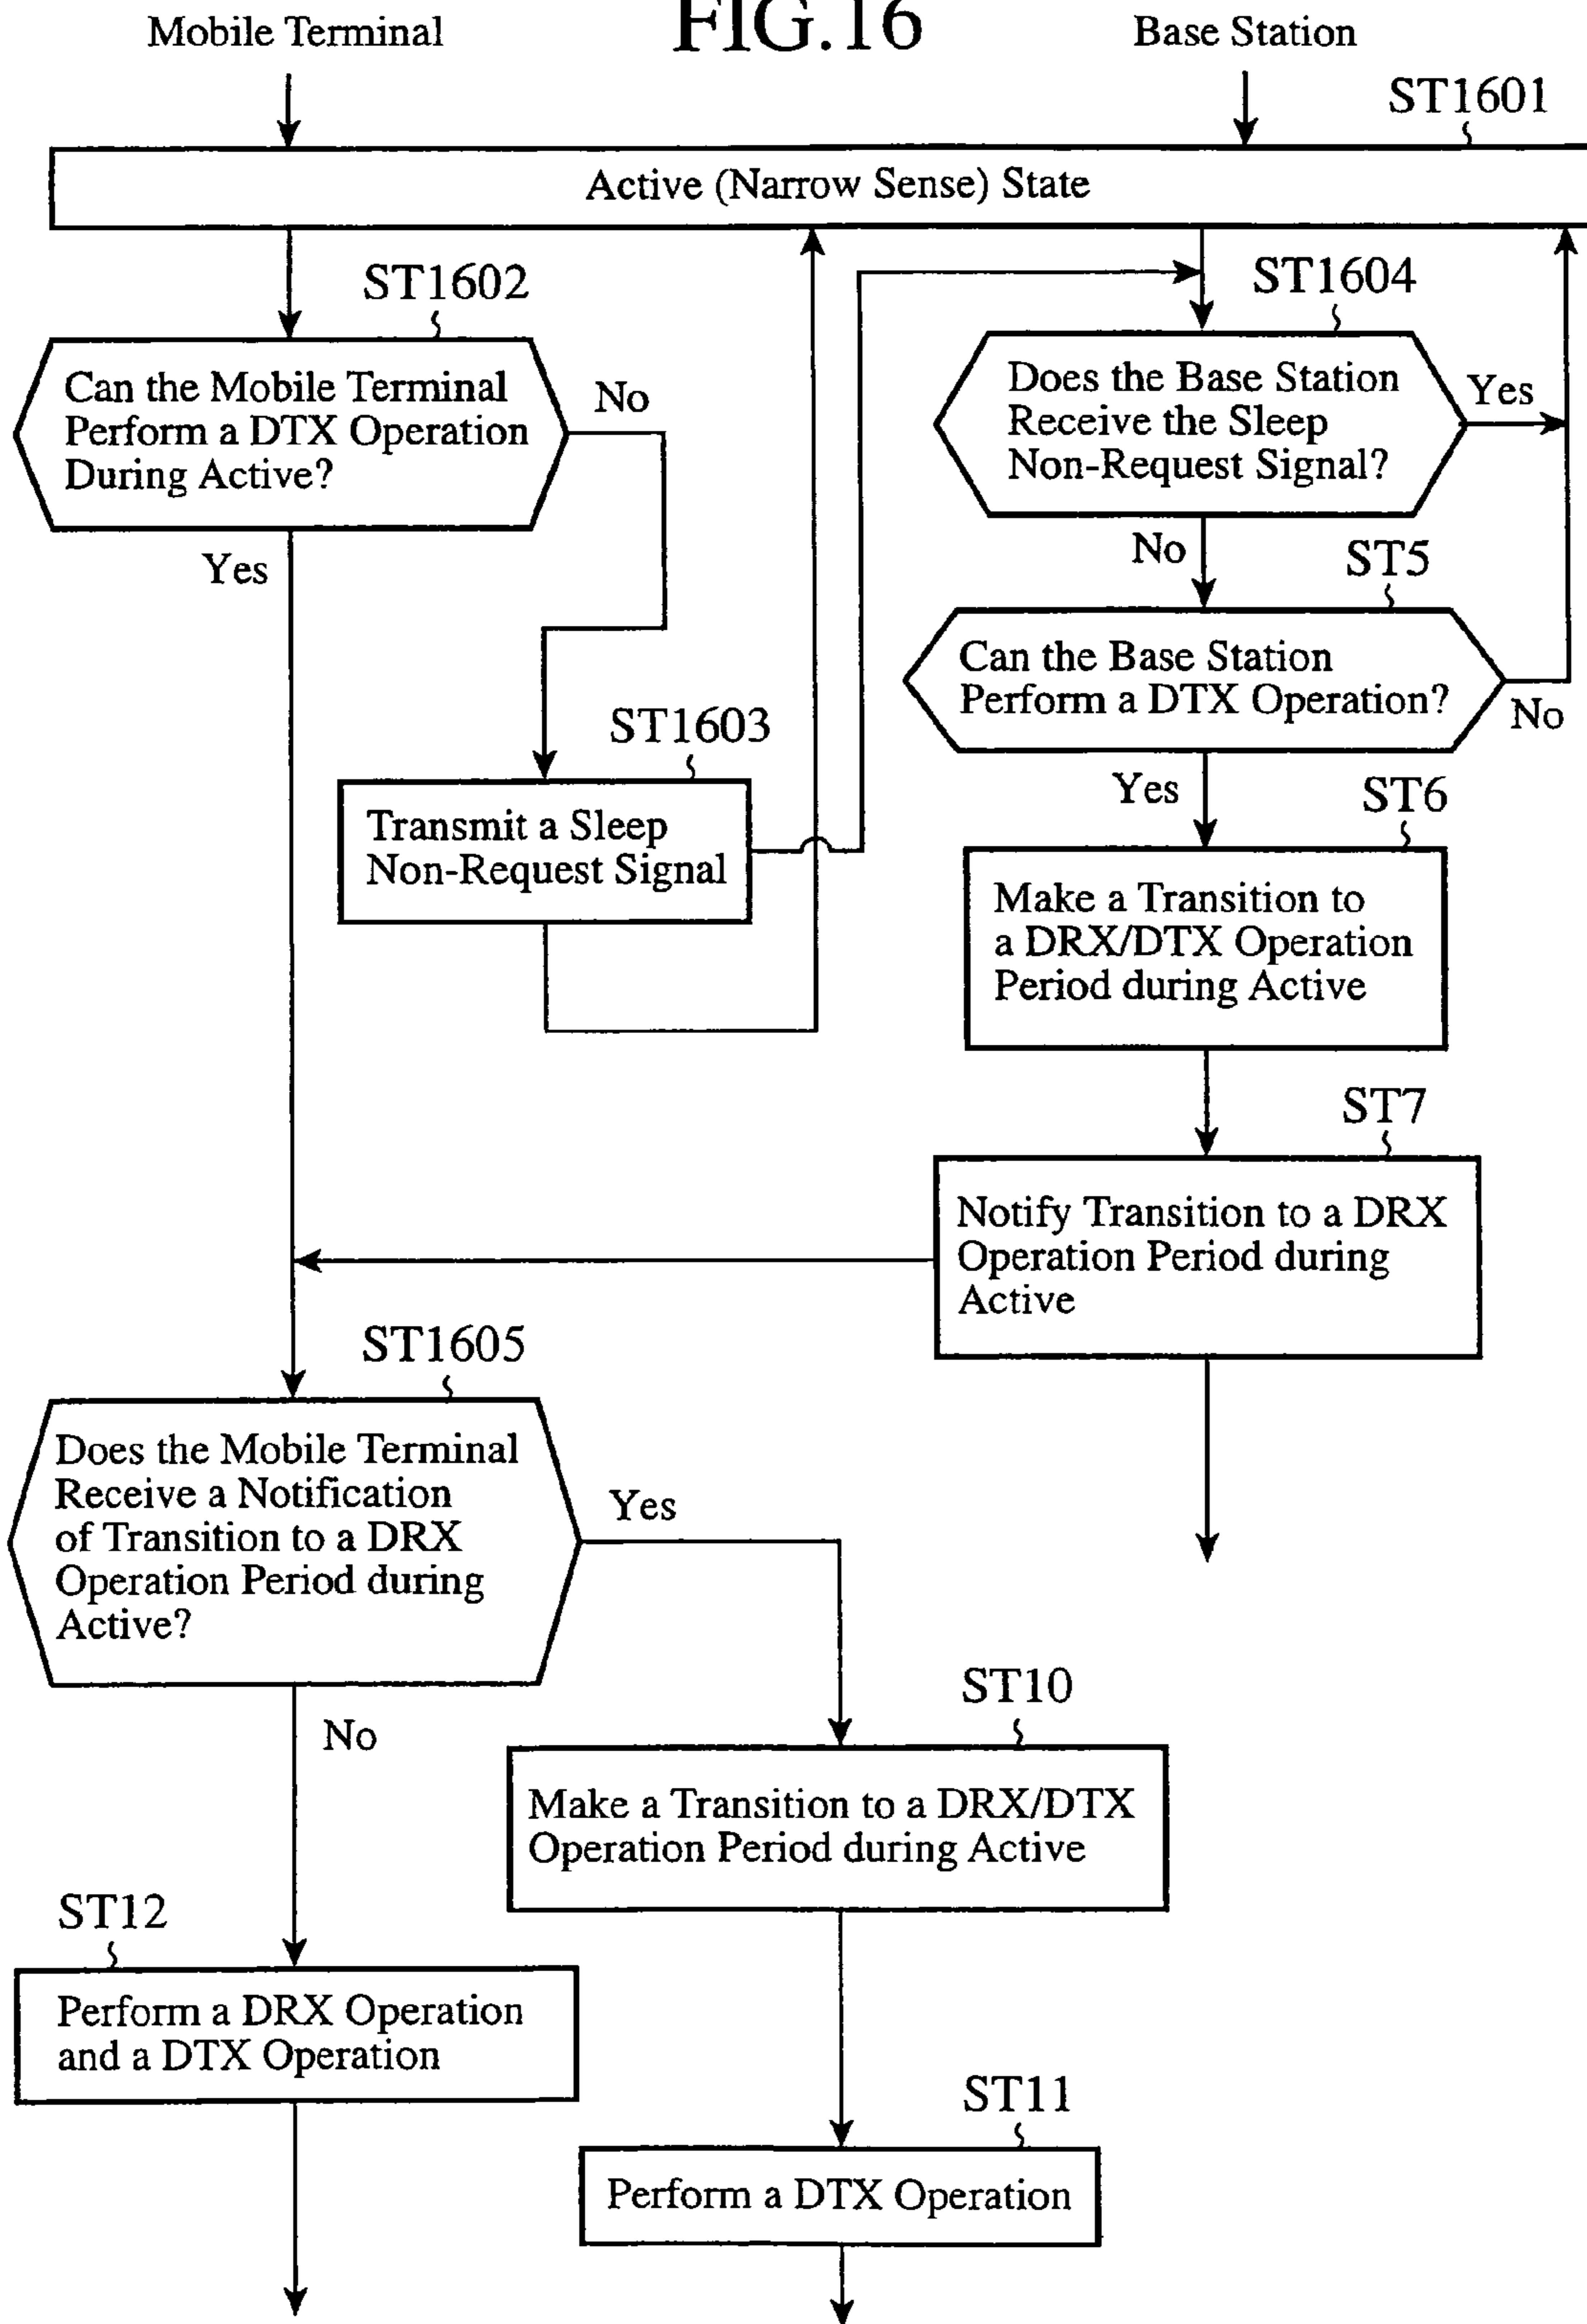 FIG.16
Mobile Terminal
Base Station
ST1601
Active (Narrow Sense) State
ST1602
Can the Mobile Terminal
Perform a DTX Operation
During Active?
No
Yes
ST1604
Does the Base Station
Receive the Sleep
Non-Request Signal?
Yes
No
ST5
Can the Base Station
Perform a DTX Operation?
No
Yes
ST1603
Transmit a Sleep
Non-Request Signal
ST6
Make a Transition to
a DRX/DTX Operation
Period during Active
ST7
Notify Transition to a DRX
Operation Period during
Active
ST1605
Does the Mobile Terminal
Receive a Notification
of Transition to a DRX
Operation Period during
Active?
Yes
No
ST10
Make a Transition to a DRX/DTX
Operation Period during Active
ST12
Perform a DRX Operation
and a DTX Operation
ST11
Perform a DTX Operation